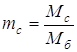 m_c = M_c / M_б